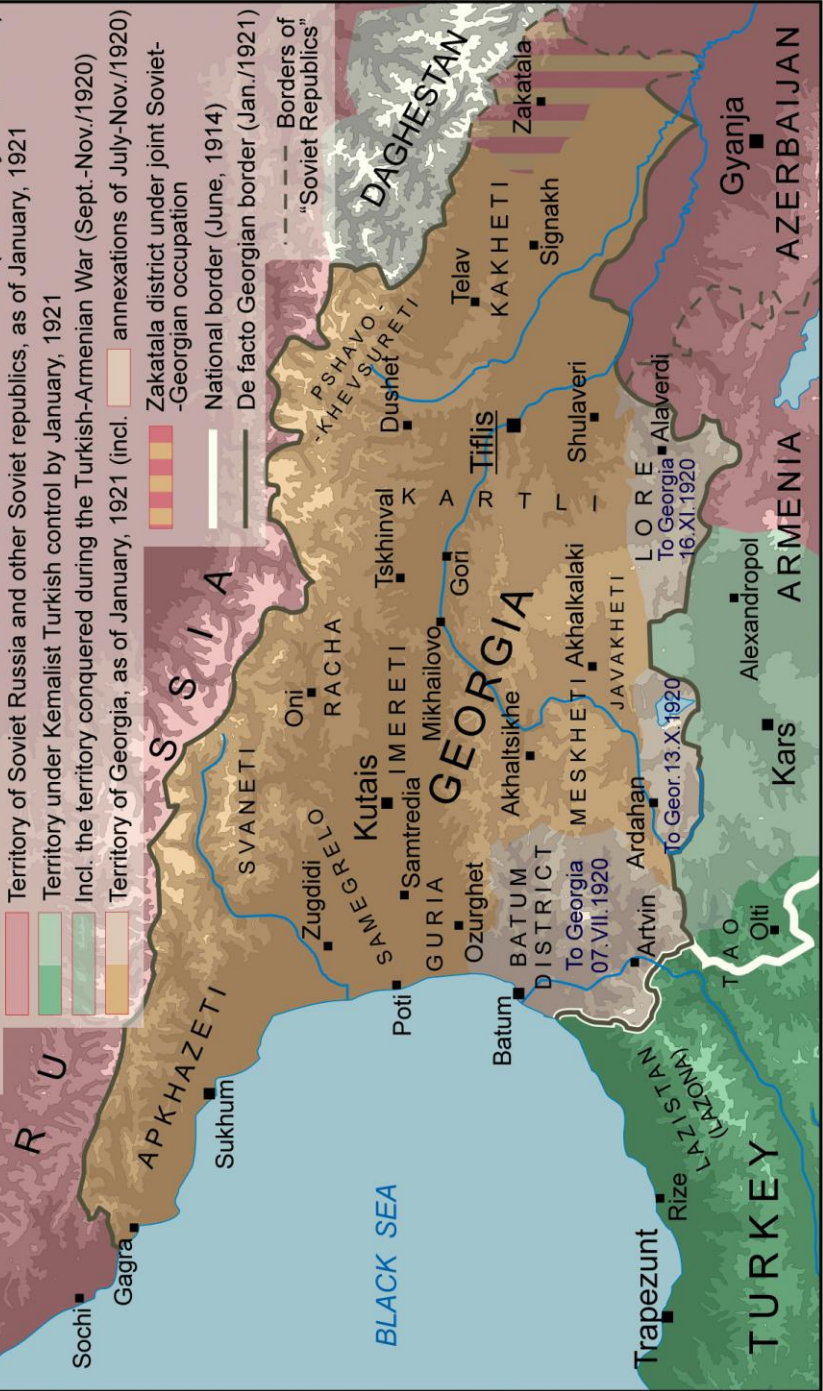 Territory of Soviet Russia and other Soviet republics, as of January, 1921
Territory under Kemalist Turkish control by January, 1921
Incl. the territory conquered during the Turkish-Armenian War (Sept.-Nov./1920)
Territory of Georgia, as of January, 1921 (incl. annexations of July-Nov./1920)
Zakatala district under joint Soviet-
-Georgian occupation
National border (June, 1914)
De facto Georgian border (Jan./1921)
Borders of
"Soviet Republics"
RUSSIA
DAGHESTAN
Sochi
Gagra
APKHAZETI
Sukhum
SVANETI
Oni
RACHA
Zugdidi
SAMEGRELO
Poti
Kutais
IMERETI
Samtredia
GURIA
Ozurghet
Tskhinval
Gori
Mikhailovo
KARTLI
PSHAVO-
-KHEVSURETI
Dushet
Telav
KAKHETI
Signakh
Zakatala
GEORGIA
Tiflis
Shulaveri
Akhaltsikhe
MESKHETI
Akhalkalaki
JAVAKHETI
Batum
BATUM
DISTRICT
To Georgia
07.VII.1920
Artvin
Ardahan
To Geor.13.X.1920
LORE
To Georgia
16.XI.1920
Alaverdi
Gyanja
AZERBAIJAN
ARMENIA
Alexandropol
Kars
TAO
Olti
LAZISTAN
(LAZONA)
Rize
Trapezunt
TURKEY
BLACK SEA